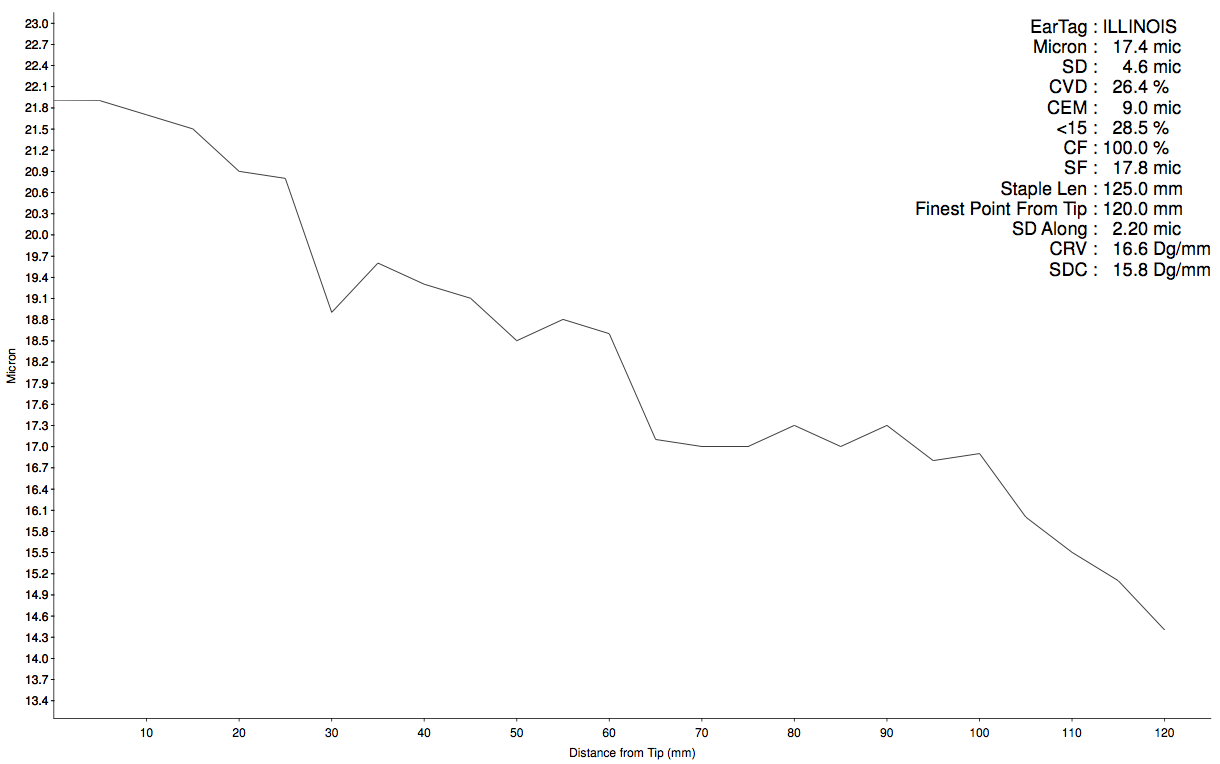 EarTag : ILLINOIS
Micron : 17.4 mic
SD : 4.6 mic
CVD : 26.4 %
CEM : 9.0 mic
<15 : 28.5 %
CF : 100.0 %
SF : 17.8 mic
Staple Len : 125.0 mm
Finest Point From Tip : 120.0 mm
SD Along : 2.20 mic
CRV : 16.6 Dg/mm
SDC : 15.8 Dg/mm
23.0
22.7
22.4
22.1
21.8
21.5
21.2
20.9
20.6
20.3
20.0
19.7
19.4
19.1
18.8
18.5
18.2
17.9
17.6
17.3
17.0
16.7
16.4
16.1
15.8
15.5
15.2
14.9
14.6
14.3
14.0
13.7
13.4
Micron
10 20 30 40 50 60 70 80 90 100 110 120
Distance from Tip (mm)